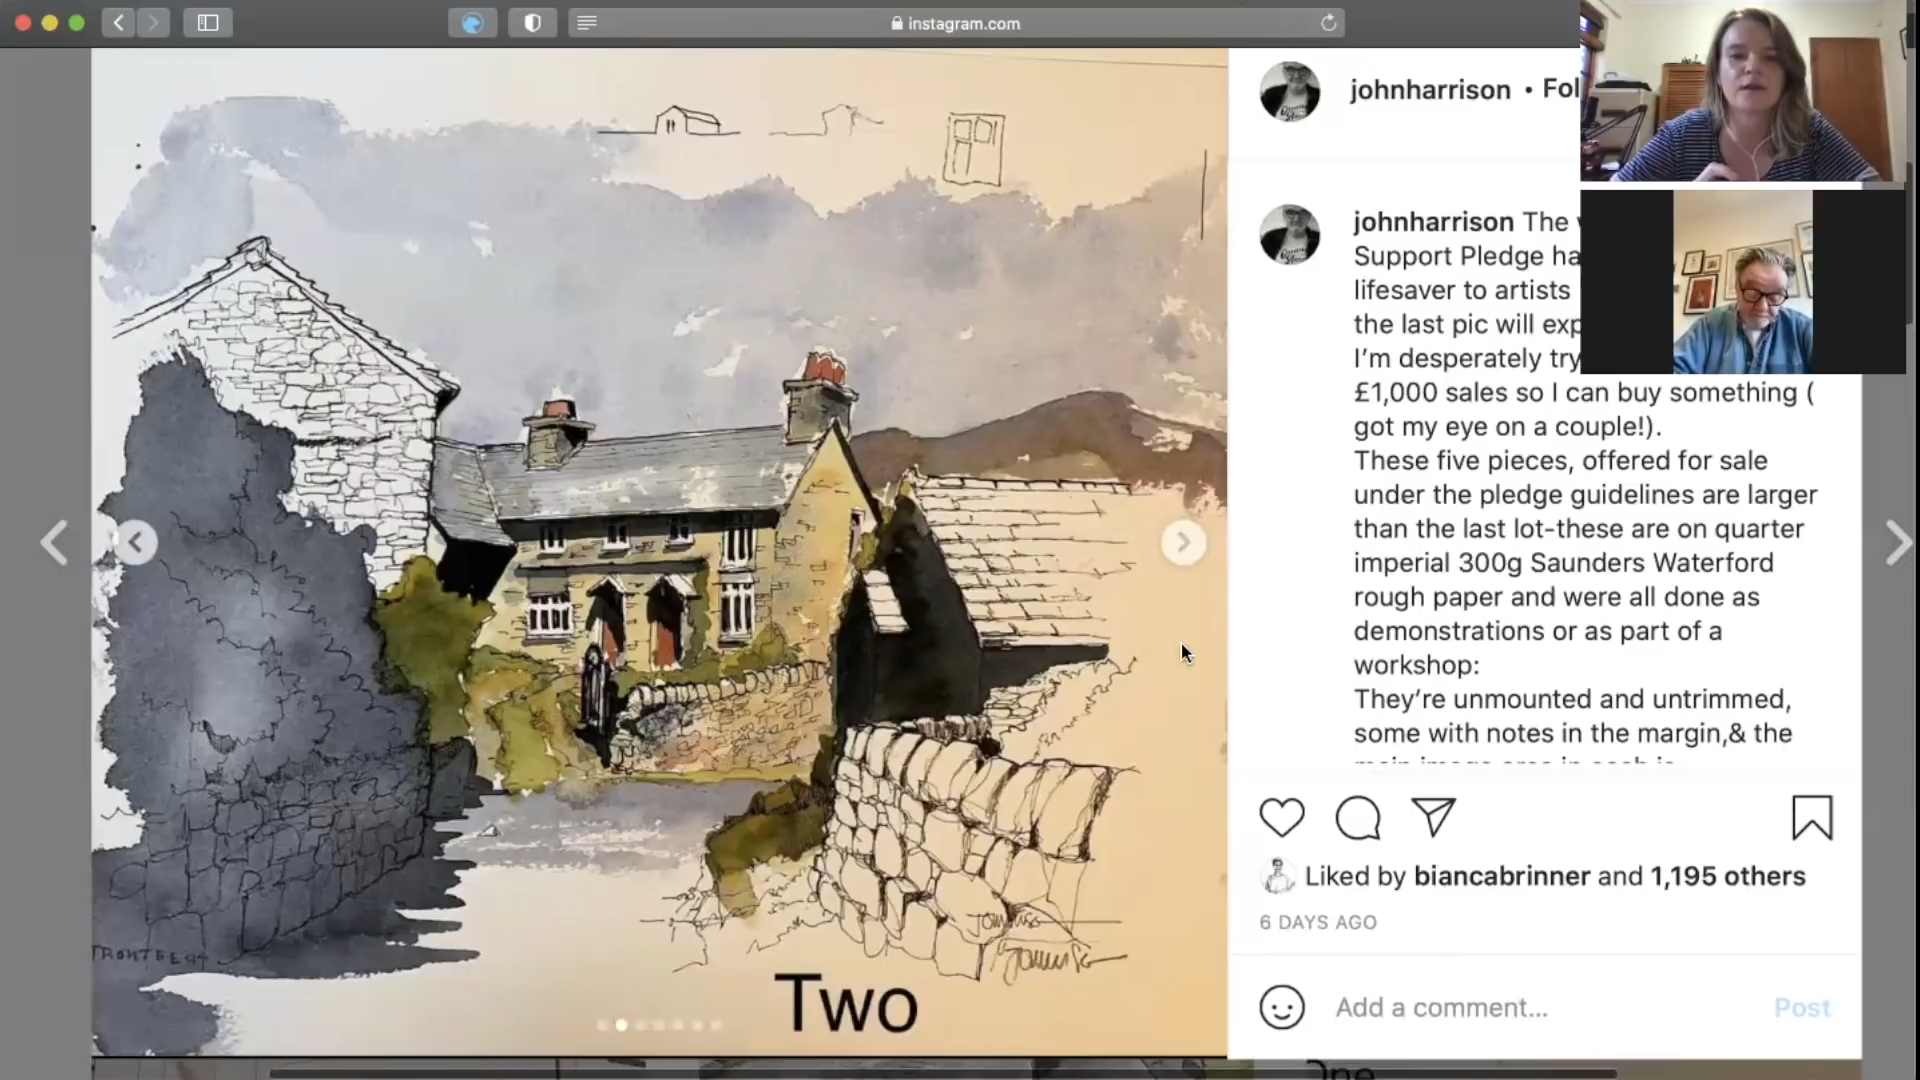 instagram.com
johnharrison • Fol
johnharrison The
Support Pledge ha
lifesaver to artists
the last pic will exp
I'm desperately try
£1,000 sales so I can buy something (
got my eye on a couple!).
These five pieces, offered for sale
under the pledge guidelines are larger
than the last lot-these are on quarter
imperial 300g Saunders Waterford
rough paper and were all done as
demonstrations or as part of a
workshop:
They're unmounted and untrimmed,
some with notes in the margin,& the
Liked by biancabrinner and 1,195 others
6 DAYS AGO
Add a comment... Post
Two